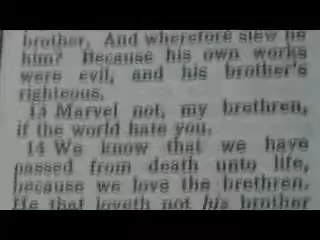 brother. And wherefore slew he
him? Because his own works
were evil, and his brother's
righteous.
13 Marvel not, my brethren,
if the world hate you.
14 We know that we have
passed from death unto life,
because we love the brethren.
He that loveth not his brother